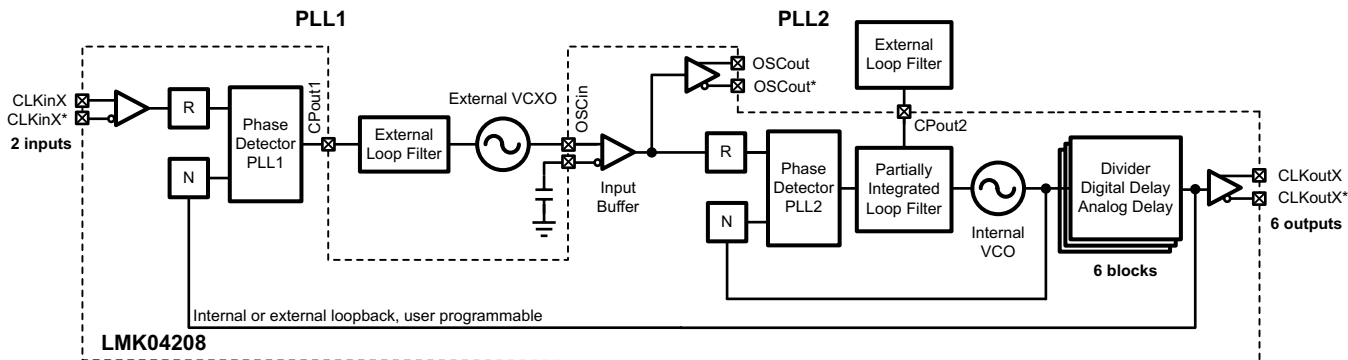 PLL1
PLL2
External
Loop Filter
OSCout
OSCout*
CPout2
CLKinX
CLKinX*
2 inputs
R
N
Phase
Detector
PLL1
CPout1
External VCXO
External
Loop Filter
OSCin
Input
Buffer
R
N
Phase
Detector
PLL2
Partially
Integrated
Loop Filter
Internal
VCO
Divider
Digital Delay
Analog Delay
6 blocks
CLKoutX
CLKoutX*
6 outputs
Internal or external loopback, user programmable
LMK04208